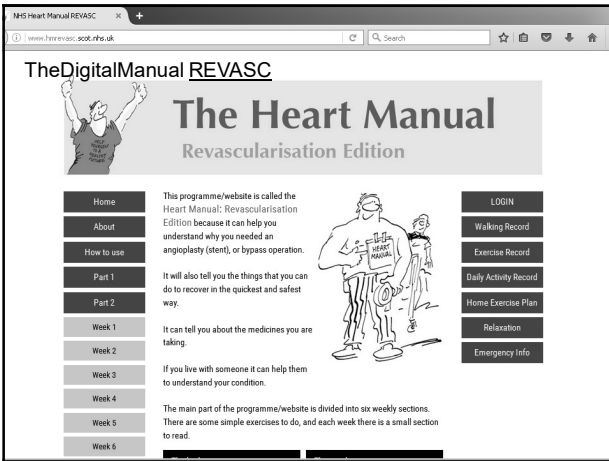 NHS Heart Manual REVASC
www.hmrevasc.scot.nhs.uk
Search
TheDigitalManual REVASC
HELP
YOURSELF
TO A
HEALTHY
FUTURE
The Heart Manual
Revascularisation Edition
Home
About
How to use
Part 1
Part 2
Week 1
Week 2
Week 3
Week 4
Week 5
Week 6
This programme/website is called the
Heart Manual: Revascularisation
Edition because it can help you
understand why you needed an
angioplasty (stent), or bypass operation.
It will also tell you the things that you can
do to recover in the quickest and safest
way.
It can tell you about the medicines you are
taking.
If you live with someone it can help them
to understand your condition.
The main part of the programme/website is divided into six weekly sections.
There are some simple exercises to do, and each week there is a small section
to read.
HEART
MANUAL
LOGIN
Walking Record
Exercise Record
Daily Activity Record
Home Exercise Plan
Relaxation
Emergency Info